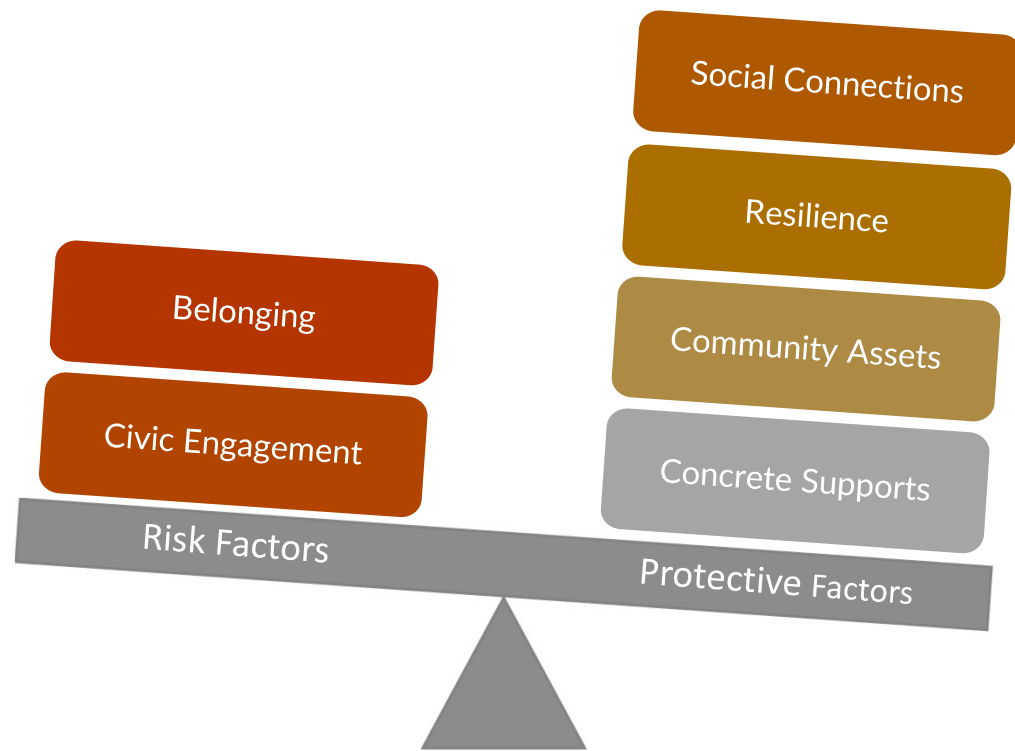 Social Connections
Resilience
Belonging
Community Assets
Civic Engagement
Concrete Supports
Risk Factors
Protective Factors